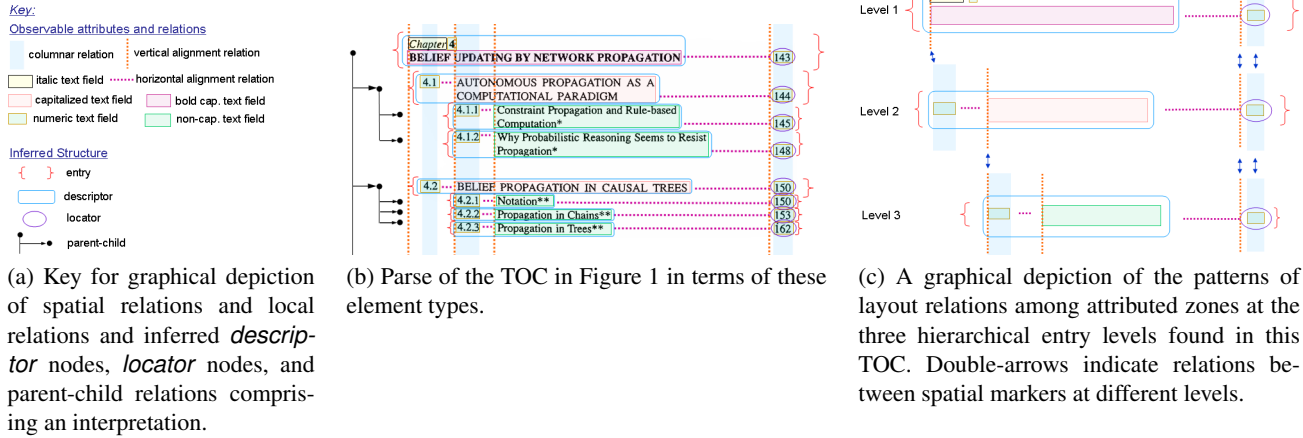 Key:
Observable attributes and relations
columnar relation
vertical alignment relation
italic text field
horizontal alignment relation
capitalized text field
bold cap. text field
numeric text field
non-cap. text field
Inferred Structure
entry
descriptor
locator
parent-child
(a) Key for graphical depiction
of spatial relations and local
relations and inferred descrip-
tor nodes, locator nodes, and
parent-child relations compris-
ing an interpretation.
Chapter 4
BELIEF UPDATING BY NETWORK PROPAGATION 143
4.1 AUTONOMOUS PROPAGATION AS A
COMPUTATIONAL PARADIGM 144
4.1.1 Constraint Propagation and Rule-based
Computation* 145
4.1.2 Why Probabilistic Reasoning Seems to Resist
Propagation* 148
4.2 BELIEF PROPAGATION IN CAUSAL TREES 150
4.2.1 Notation** 150
4.2.2 Propagation in Chains** 153
4.2.3 Propagation in Trees** 162
(b) Parse of the TOC in Figure 1 in terms of these
element types.
Level 1
Level 2
Level 3
(c) A graphical depiction of the patterns of
layout relations among attributed zones at the
three hierarchical entry levels found in this
TOC. Double-arrows indicate relations be-
tween spatial markers at different levels.